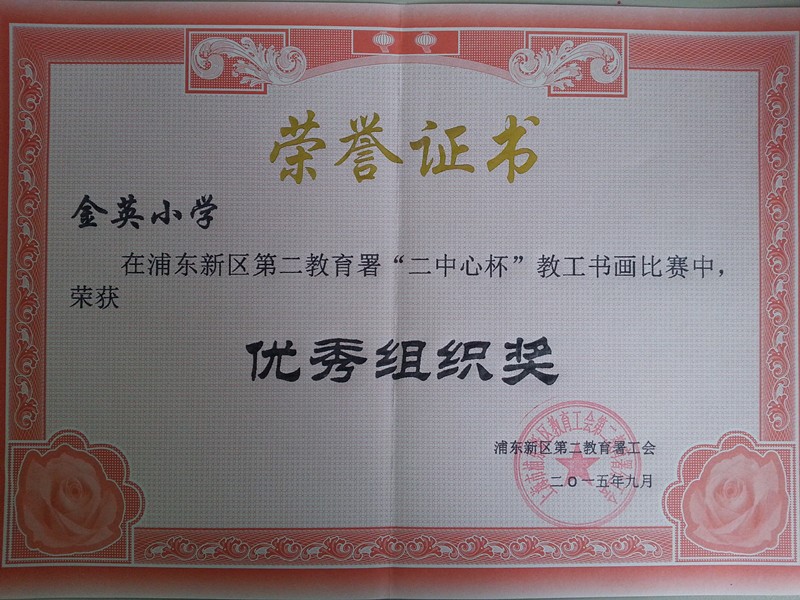 荣誉证书
金英小学
在浦东新区第二教育署“二中心杯”教工书画比赛中，
荣获
优秀组织奖
浦东新区第二教育署工会
二〇一五年九月